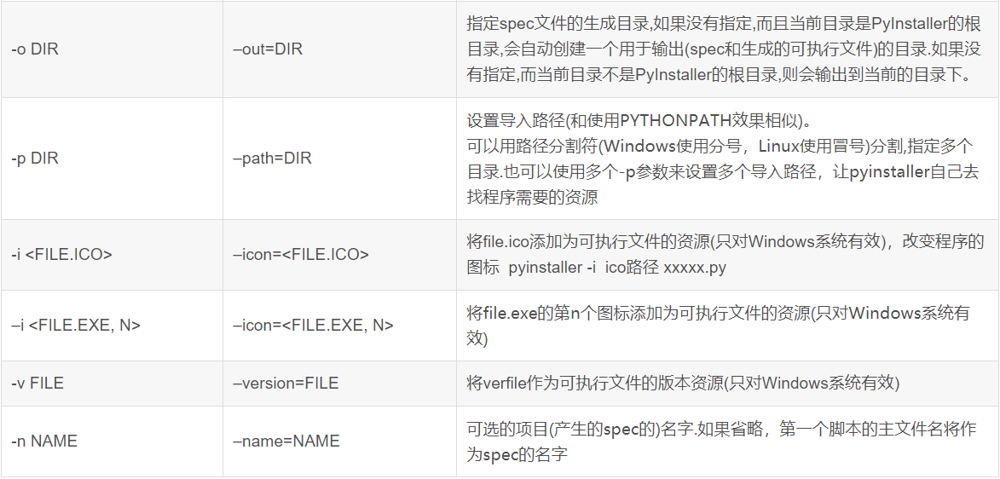 -o DIR
–out=DIR
指定spec文件的生成目录,如果没有指定,而且当前目录是PyInstaller的根
目录,会自动创建一个用于输出(spec和生成的可执行文件)的目录.如果没
有指定,而当前目录不是PyInstaller的根目录,则会输出到当前的目录下。
-p DIR
–path=DIR
设置导入路径(和使用PYTHONPATH效果相似)。
可以用路径分割符(Windows使用分号，Linux使用冒号)分割,指定多个
目录.也可以使用多个-p参数来设置多个导入路径，让pyinstaller自己去
找程序需要的资源
-i <FILE.ICO>
–icon=<FILE.ICO>
将file.ico添加为可执行文件的资源(只对Windows系统有效)，改变程序的
图标  pyinstaller -i  ico路径 xxxxx.py
–i <FILE.EXE, N>
–icon=<FILE.EXE, N>
将file.exe的第n个图标添加为可执行文件的资源(只对Windows系统有
效)
-v FILE
–version=FILE
将verfile作为可执行文件的版本资源(只对Windows系统有效)
-n NAME
–name=NAME
可选的项目(产生的spec的)名字.如果省略，第一个脚本的主文件名将作
为spec的名字